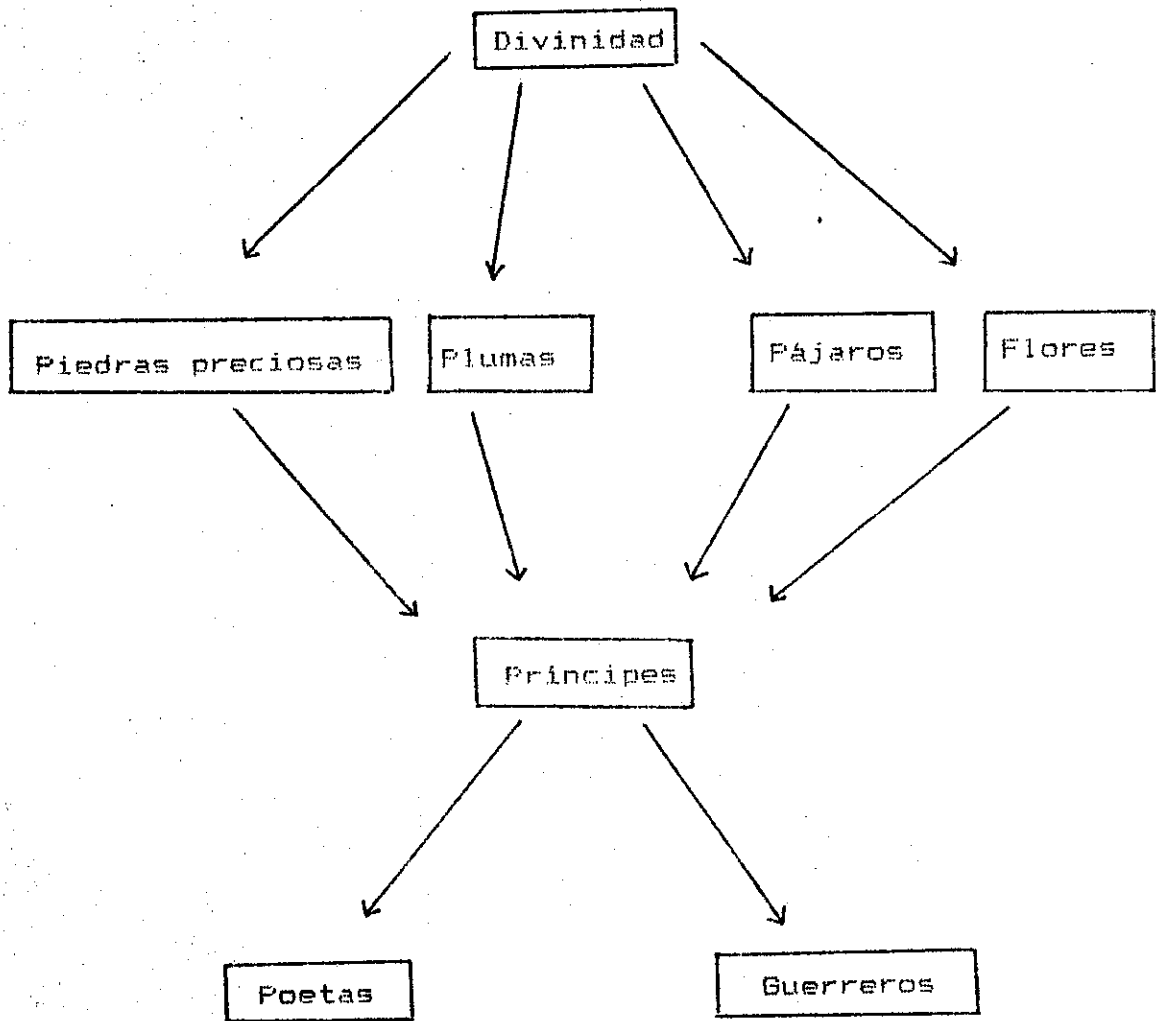 Divinidad
Piedras preciosas
Plumas
Pájaros
Flores
Príncipes
Poetas
Guerreros